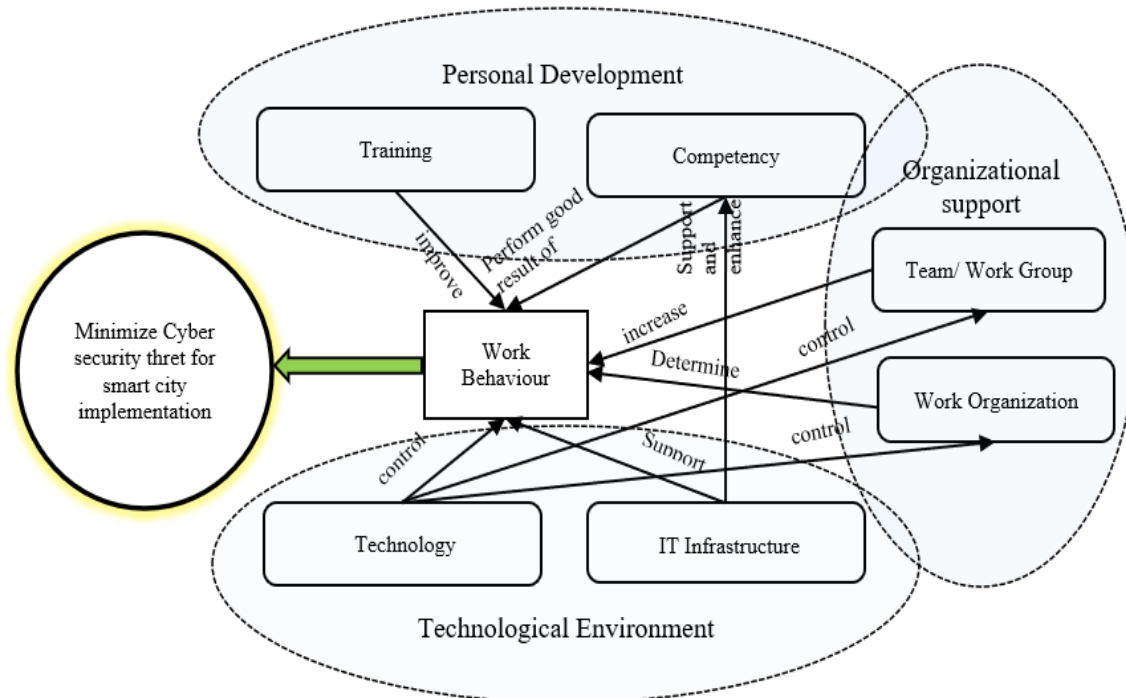 Personal Development
Training
Competency
Organizational
support
improve
Perform good
result of
Support
and
enhance
Team/ Work Group
increase
control
Minimize Cyber
security thret for
smart city
implementation
Work
Behaviour
Determine
Work Organization
control
control
Support
Technology
IT Infrastructure
Technological Environment